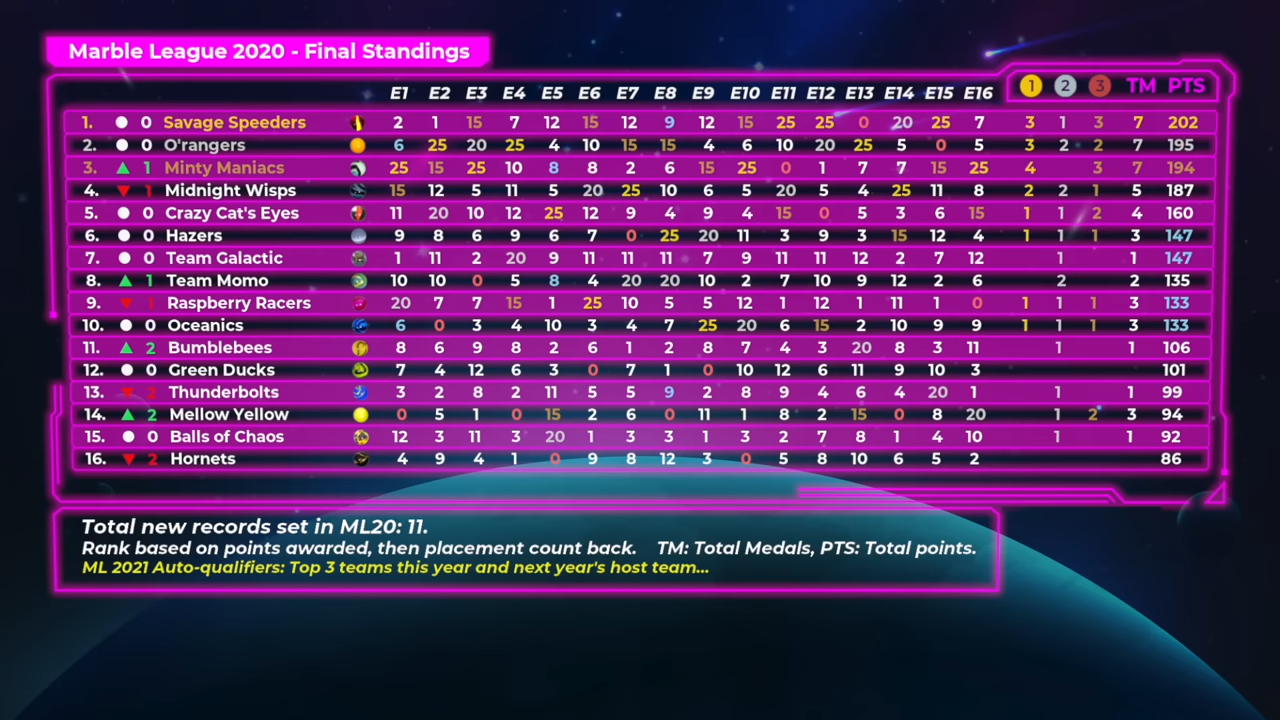 Marble League 2020 - Final Standings
E1 E2 E3 E4 E5 E6 E7 E8 E9 E10 E11 E12 E13 E14 E15 E16 1 2 3 TM PTS
1. 0 Savage Speeders 2 1 15 7 12 15 12 9 12 15 25 25 0 20 25 7 3 1 3 7 202
2. 0 O'rangers 6 25 20 25 4 10 15 15 4 6 10 20 25 5 0 5 3 2 2 7 195
3. 1 Minty Maniacs 25 15 25 10 8 8 2 6 15 25 0 1 7 7 15 25 4 3 7 194
4. 1 Midnight Wisps 15 12 5 11 5 20 25 10 6 5 20 5 4 25 11 8 2 2 1 5 187
5. 0 Crazy Cat's Eyes 11 20 10 12 25 12 9 4 9 4 15 0 5 3 6 15 1 1 2 4 160
6. 0 Hazers 9 8 6 9 6 7 0 25 20 11 3 9 3 15 12 4 1 1 1 3 147
7. 0 Team Galactic 1 11 2 20 9 11 11 11 7 9 11 11 12 2 7 12 1 1 147
8. 1 Team Momo 10 10 0 5 8 4 20 20 10 2 7 10 9 12 2 6 2 2 135
9. 1 Raspberry Racers 20 7 7 15 1 25 10 5 5 12 1 12 1 11 1 0 1 1 1 3 133
10. 0 Oceanics 6 0 3 4 10 3 4 7 25 20 6 15 2 10 9 9 1 1 1 3 133
11. 2 Bumblebees 8 6 9 8 2 6 1 2 8 7 4 3 20 8 3 11 1 1 106
12. 0 Green Ducks 7 4 12 6 3 0 7 1 0 10 12 6 11 9 10 3 101
13. 2 Thunderbolts 3 2 8 2 11 5 5 9 2 8 9 4 6 4 20 1 1 1 99
14. 2 Mellow Yellow 0 5 1 0 15 2 6 0 11 1 8 2 15 0 8 20 1 2 3 94
15. 0 Balls of Chaos 12 3 11 3 20 1 3 3 1 3 2 7 8 1 4 10 1 1 92
16. 2 Hornets 4 9 4 1 0 9 8 12 3 0 5 8 10 6 5 2 86
Total new records set in ML20: 11.
Rank based on points awarded, then placement count back. TM: Total Medals, PTS: Total points.
ML 2021 Auto-qualifiers: Top 3 teams this year and next year's host team...